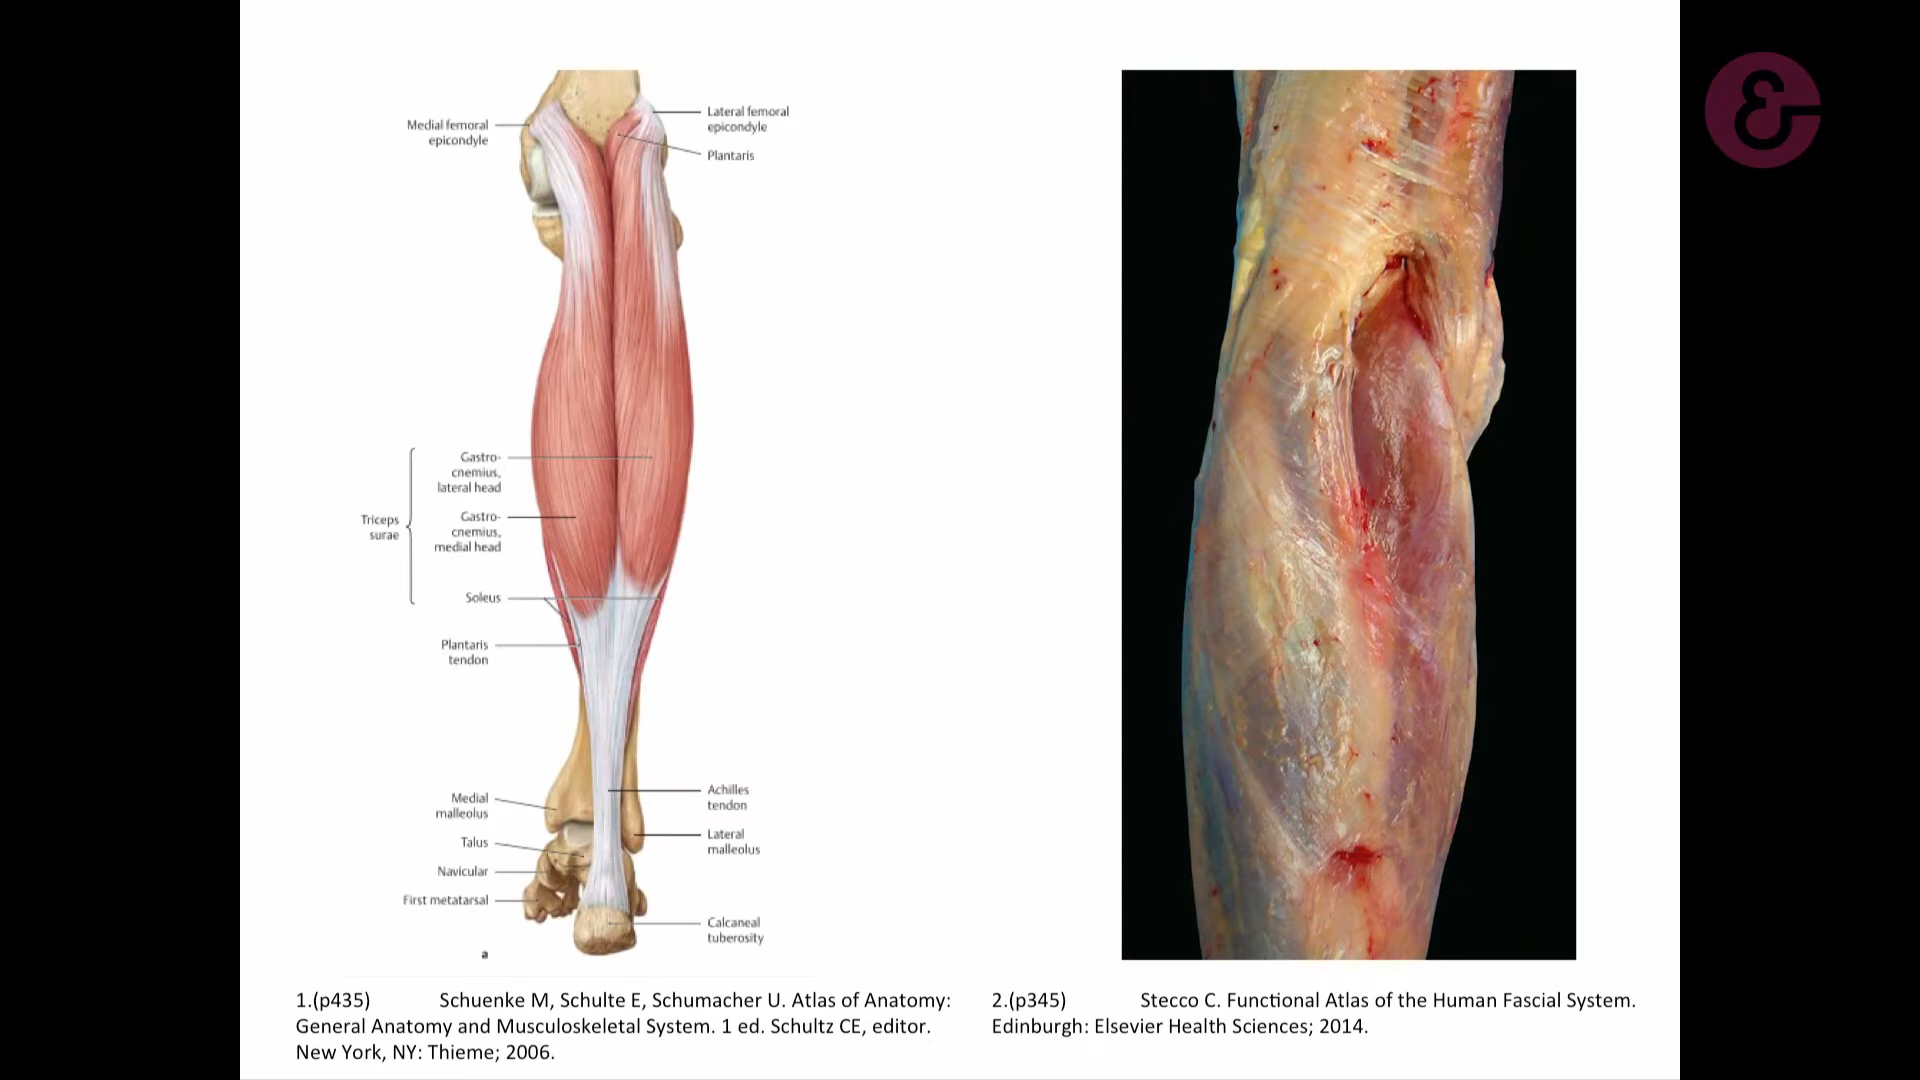 Medial femoral
epicondyle
Lateral femoral
epicondyle
Plantaris
Gastro-
cnemius,
lateral head
Gastro-
cnemius,
medial head
Triceps
surae
Soleus
Plantaris
tendon
Medial
malleolus
Talus
Navicular
First metatarsal
Achilles
tendon
Lateral
malleolus
Calcaneal
tuberosity
a
1.(p435) Schuenke M, Schulte E, Schumacher U. Atlas of Anatomy:
General Anatomy and Musculoskeletal System. 1 ed. Schultz CE, editor.
New York, NY: Thieme; 2006.
2.(p345) Stecco C. Functional Atlas of the Human Fascial System.
Edinburgh: Elsevier Health Sciences; 2014.
&